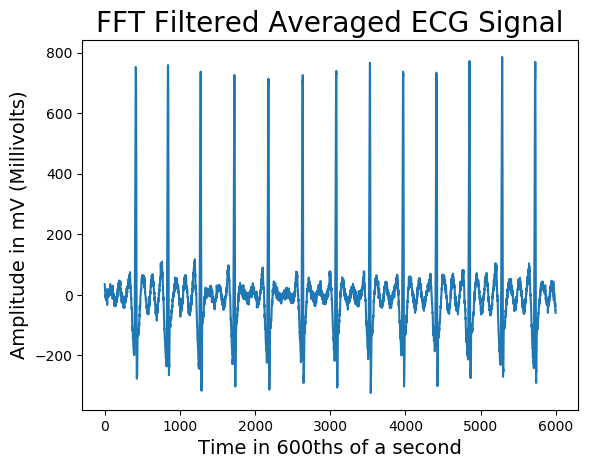 FFT Filtered Averaged ECG Signal
Amplitude in mV (Millivolts)
800
600
400
200
0
−200
0 1000 2000 3000 4000 5000 6000
Time in 600ths of a second